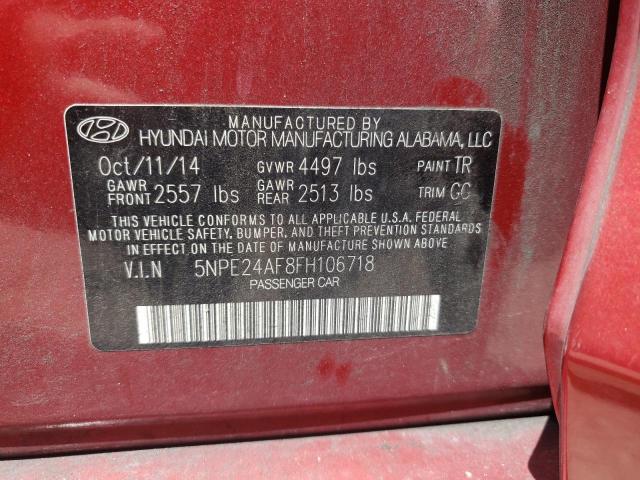 MANUFACTURED BY
HYUNDAI MOTOR MANUFACTURING ALABAMA, LLC
Oct/11/14 GVWR 4497 lbs PAINT TR
GAWR FRONT 2557 lbs GAWR REAR 2513 lbs TRIM GC
THIS VEHICLE CONFORMS TO ALL APPLICABLE U.S.A. FEDERAL
MOTOR VEHICLE SAFETY, BUMPER, AND THEFT PREVENTION STANDARDS
IN EFFECT ON THE DATE OF MANUFACTURE SHOWN ABOVE.
V.I.N 5NPE24AF8FH106718
PASSENGER CAR